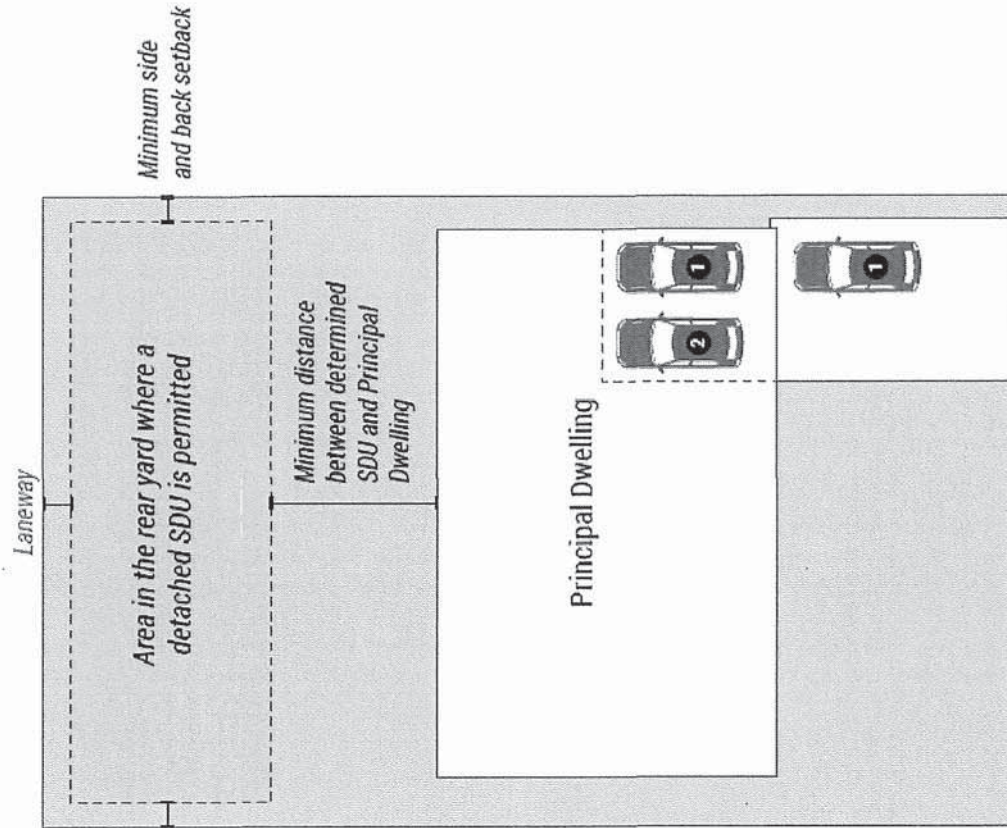 Laneway
Minimum side
and back setback
Area in the rear yard where a
detached SDU is permitted
Minimum distance
between determined
SDU and Principal
Dwelling
Principal Dwelling
2
1
1